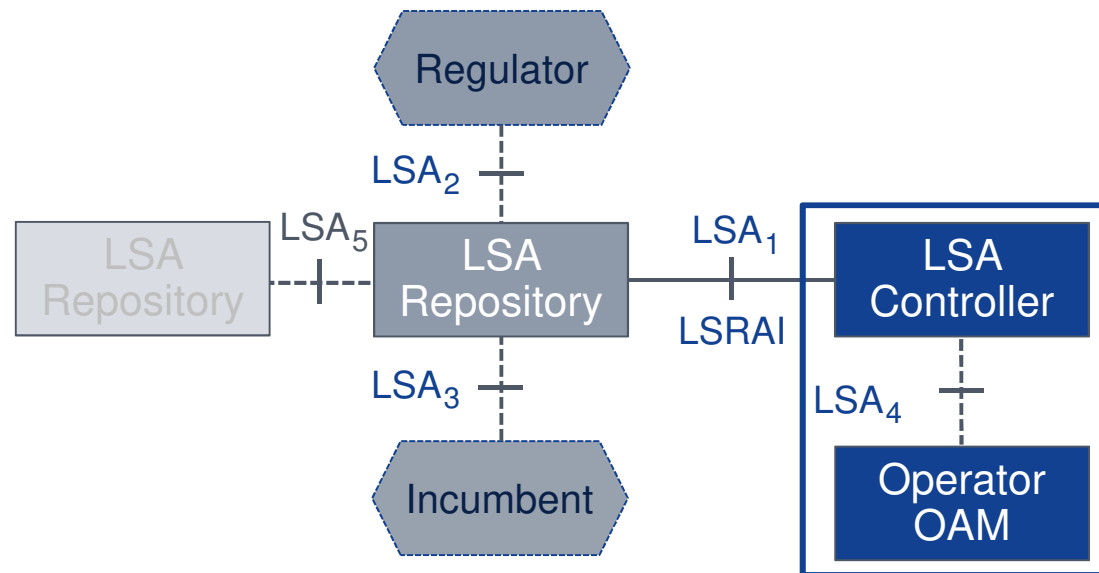 Regulator
LSA₂
LSA
Repository
LSA₅
LSA
Repository
LSA₁
LSRAI
LSA
Controller
LSA₃
LSA₄
Incumbent
Operator
OAM